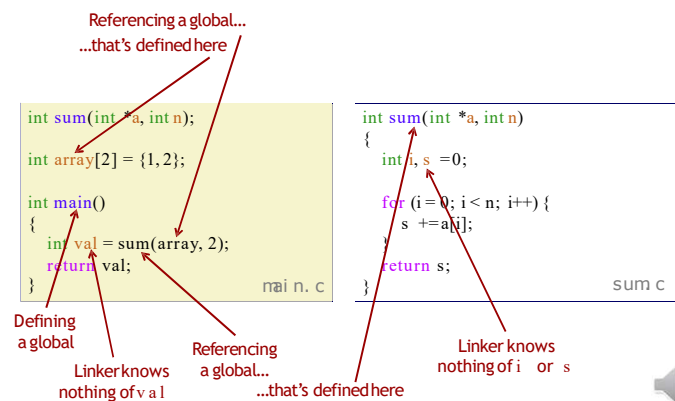 Referencing a global...
...that's defined here
int sum(int *a, int n);
int array[2] = {1, 2};
int main()
{
int val = sum(array, 2);
return val;
}
main.c
int sum(int *a, int n)
{
int i, s = 0;
for (i = 0; i < n; i++) {
s += a[i];
}
return s;
}
sum.c
Defining
a global
Linker knows
nothing of val
Referencing
a global...
...that's defined here
Linker knows
nothing of i or s